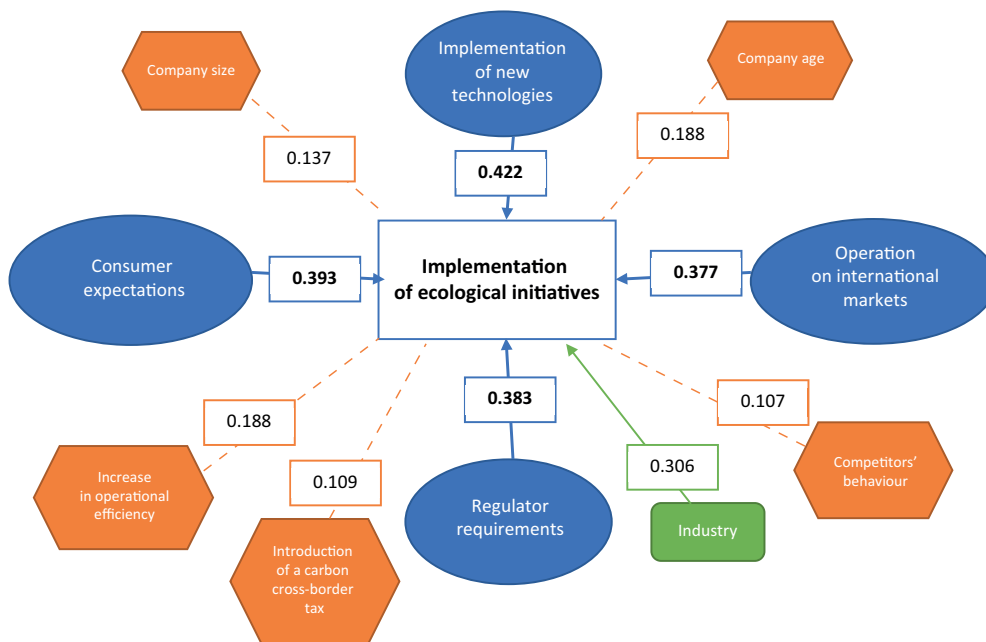 Company size
Implementation
of new
technologies
Company age
0.137
0.422
0.188
Consumer
expectations
0.393
Implementation
of ecological initiatives
0.377
Operation
on international
markets
0.188
0.109
0.383
0.306
0.107
Increase
in operational
efficiency
Introduction
of a carbon
cross-border
tax
Regulator
requirements
Industry
Competitors’
behaviour